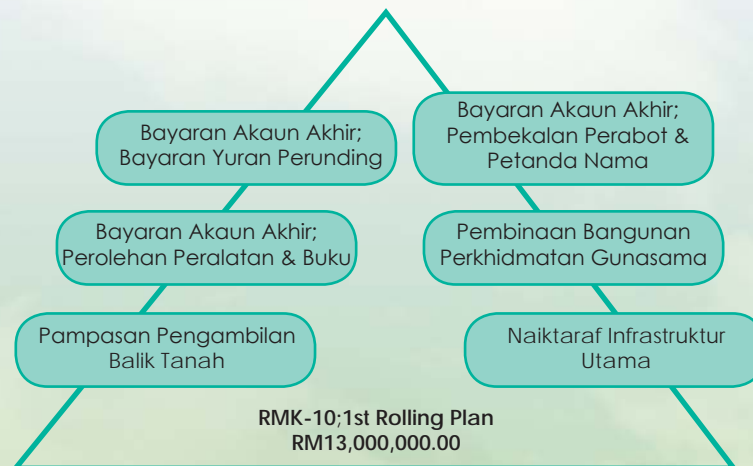 Bayaran Akaun Akhir;
Bayaran Yuran Perunding
Bayaran Akaun Akhir;
Pembekalan Perabot &
Petanda Nama
Bayaran Akaun Akhir;
Perolehan Peralatan & Buku
Pembinaan Bangunan
Perkhidmatan Gunasama
Pampasan Pengambilan
Balik Tanah
Naiktaraf Infrastruktur
Utama
RMK-10;1st Rolling Plan
RM13,000,000.00